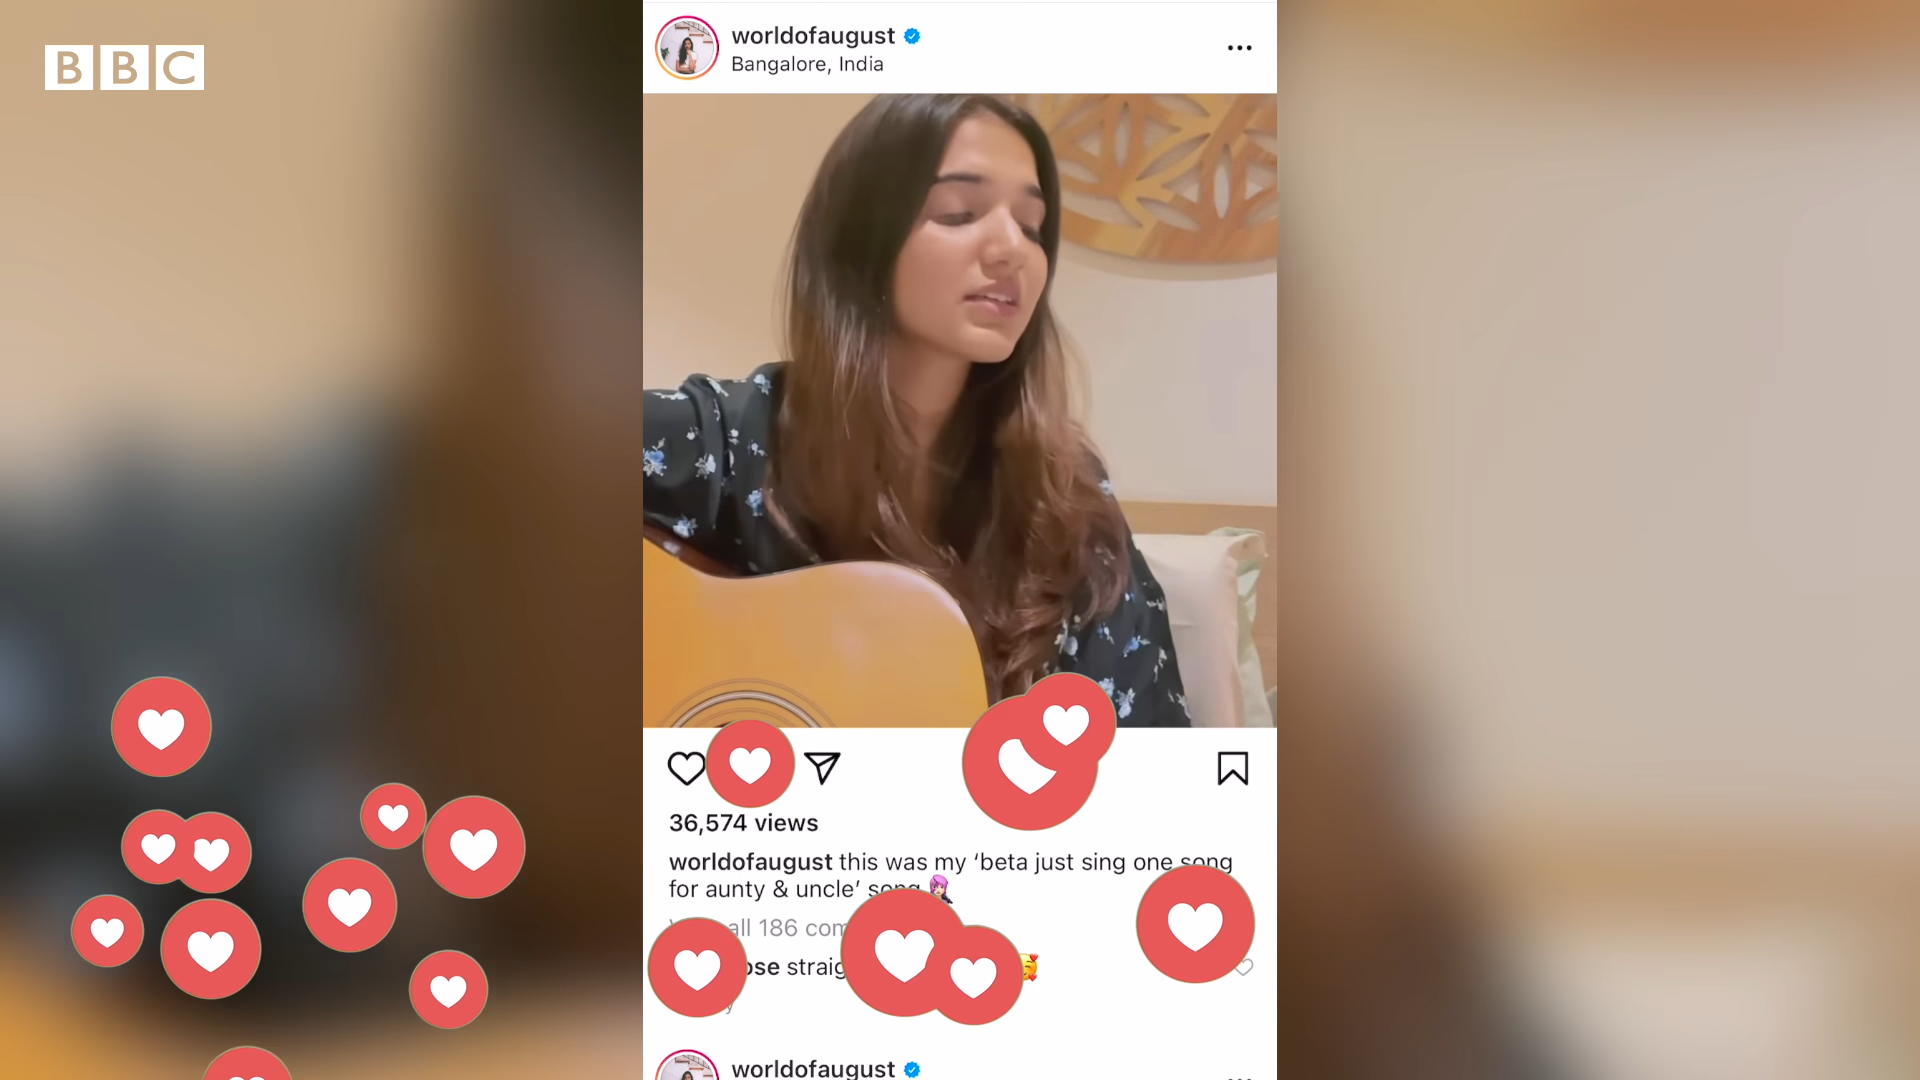 BBC
worldofaugust
Bangalore, India
36,574 views
worldofaugust this was my ‘beta just sing one song
for aunty & uncle’ song
all 186
worldofaugust